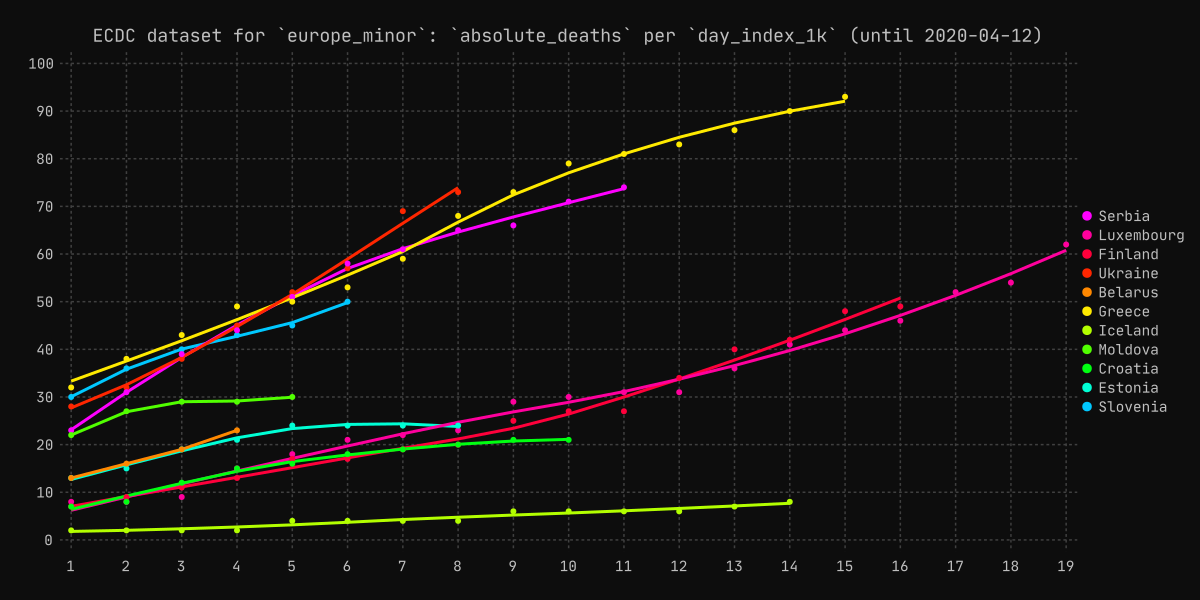 ECDC dataset for `europe_minor`: `absolute_deaths` per `day_index_1k` (until 2020-04-12)
100
90
80
70
60
50
40
30
20
10
0
1 2 3 4 5 6 7 8 9 10 11 12 13 14 15 16 17 18 19
Serbia
Luxembourg
Finland
Ukraine
Belarus
Greece
Iceland
Moldova
Croatia
Estonia
Slovenia